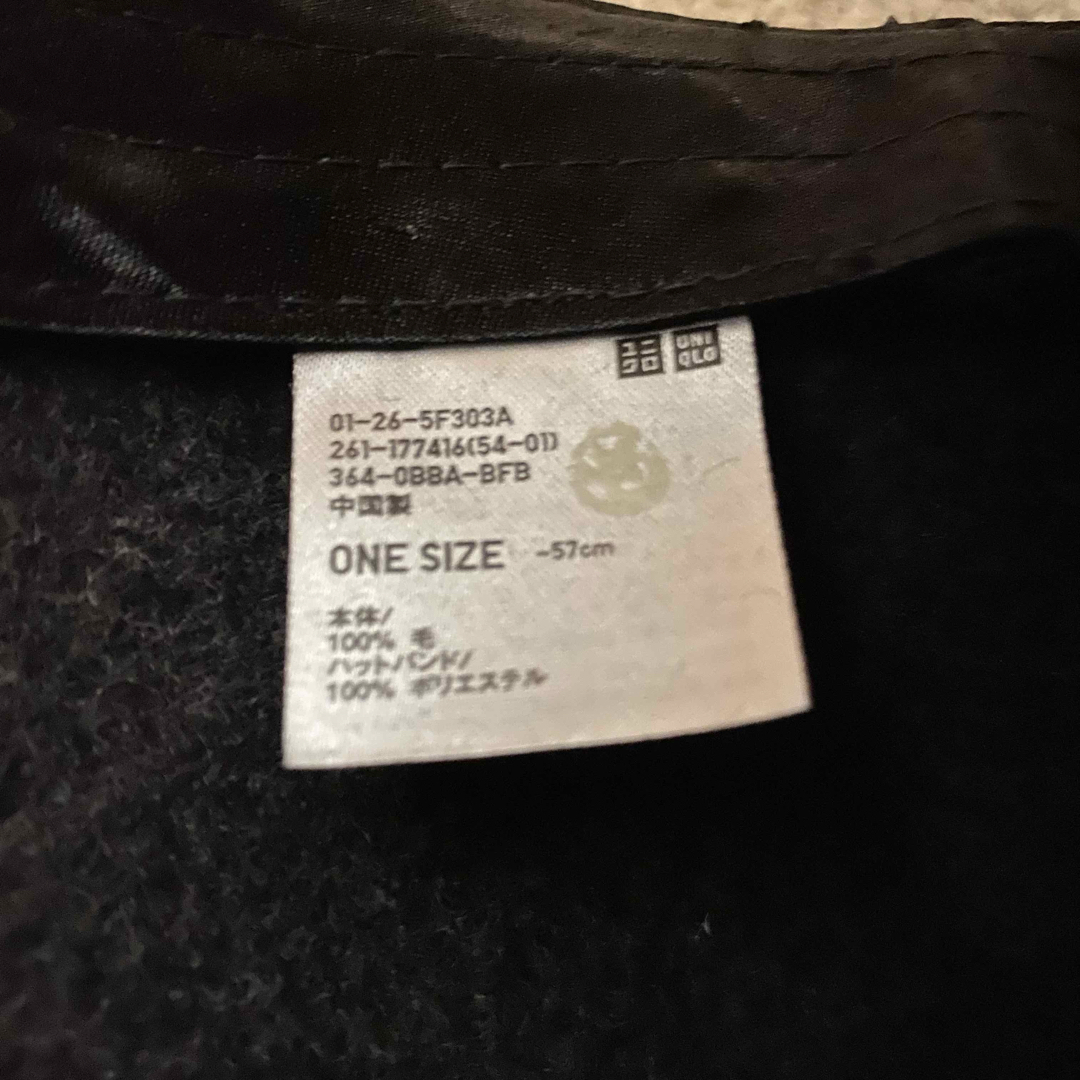 ユニ
クロ
UNI
QLO
01-26-5F303A
261-177416(54-01)
364-0BBA-BFB
中国製
ONE SIZE -57cm
本体/
100% 毛
ハットバンド/
100% ポリエステル